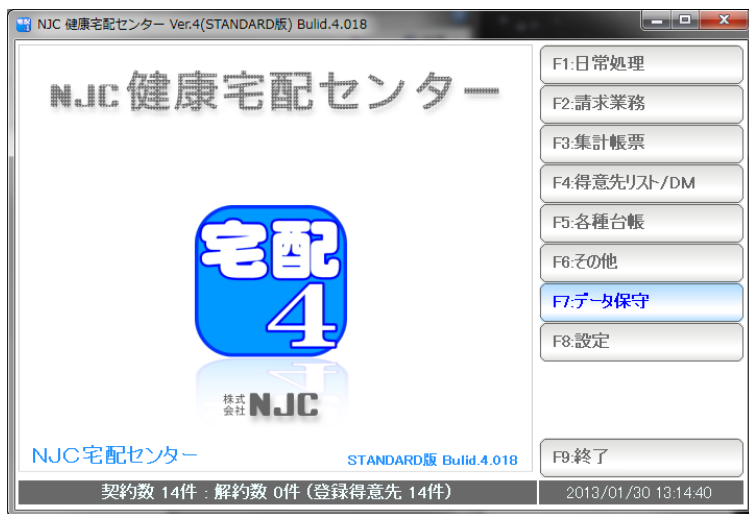 NJC 健康宅配センター Ver.4(STANDARD版) Bulid.4.018
NJC 健康宅配センター
宅配
4
株式会社 NJC
NJC宅配センター
STANDARD版 Bulid.4.018
F1:日常処理
F2:請求業務
F3:集計帳票
F4:得意先リスト/DM
F5:各種台帳
F6:その他
F7:データ保守
F8:設定
F9:終了
契約数 14件 : 解約数 0件 (登録得意先 14件)
2013/01/30 13:14:40